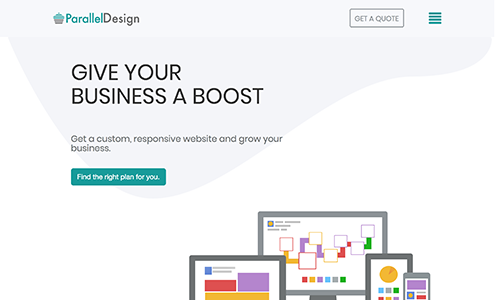 ParallelDesign
GET A QUOTE
GIVE YOUR
BUSINESS A BOOST
Get a custom, responsive website and grow your
business.
Find the right plan for you.